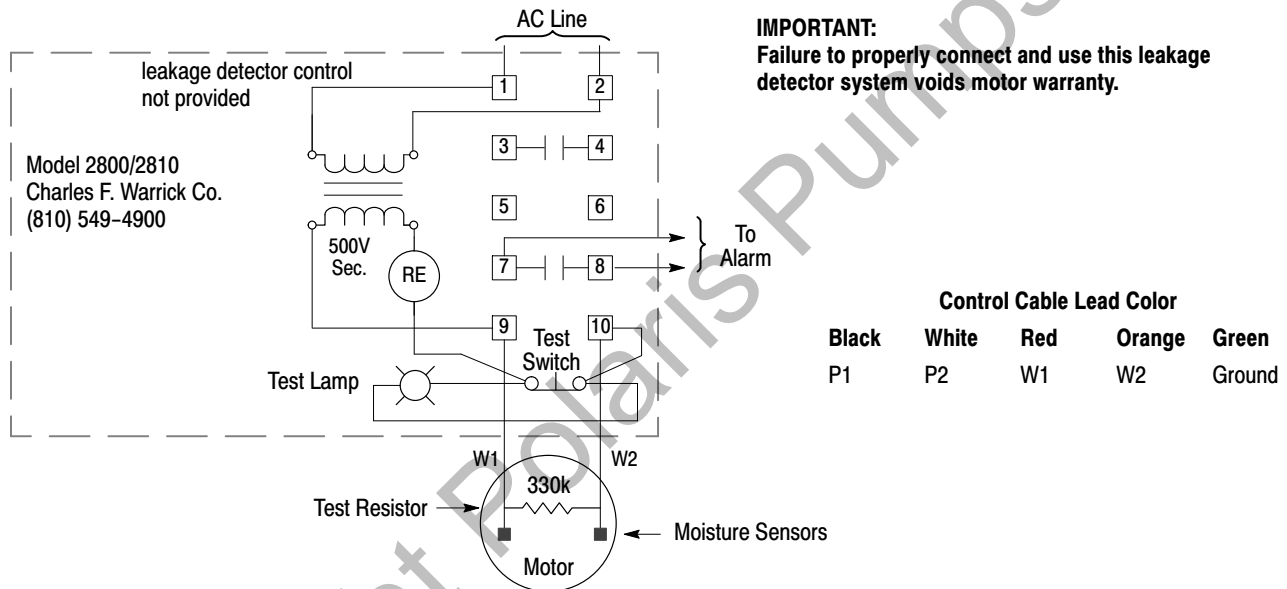 AC Line
IMPORTANT:
Failure to properly connect and use this leakage
detector system voids motor warranty.
leakage detector control
not provided
1
2
3
4
Model 2800/2810
Charles F. Warrick Co.
(810) 549-4900
5
6
500V
Sec.
RE
7
8
To
Alarm
9
10
Test
Switch
Test Lamp
Control Cable Lead Color
Black White Red Orange Green
P1 P2 W1 W2 Ground
W1
W2
330k
Test Resistor
Moisture Sensors
Motor
Polaris Pumps